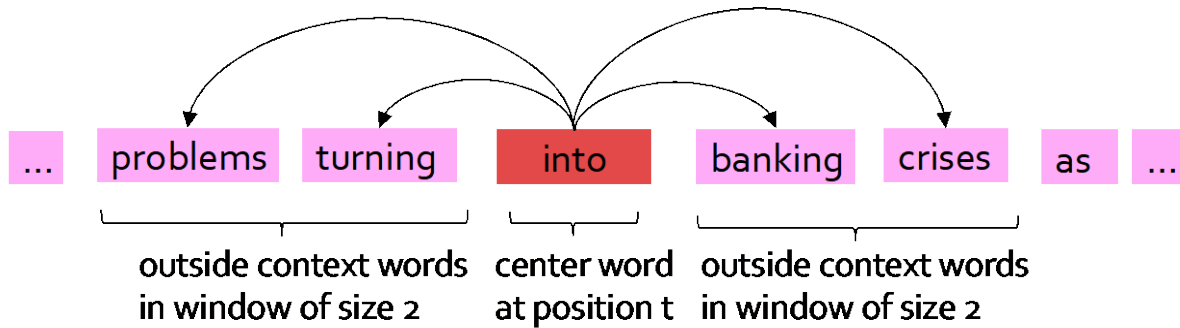 ... problems turning into banking crises as ...
outside context words center word outside context words
in window of size 2 at position t in window of size 2